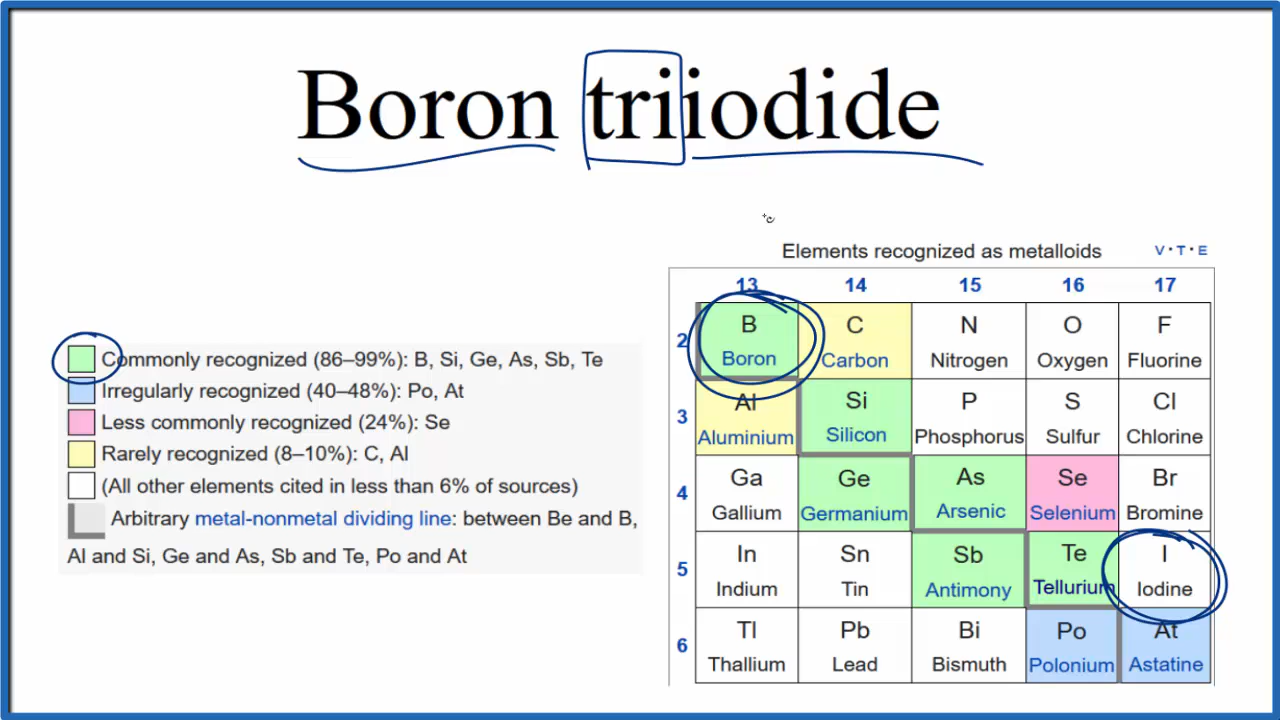 Boron triiodide
Elements recognized as metalloids V·T·E
13 14 15 16 17
2 B C N O F
Boron Carbon Nitrogen Oxygen Fluorine
3 Al Si P S Cl
Aluminium Silicon Phosphorus Sulfur Chlorine
4 Ga Ge As Se Br
Gallium Germanium Arsenic Selenium Bromine
5 In Sn Sb Te I
Indium Tin Antimony Tellurium Iodine
6 Tl Pb Bi Po At
Thallium Lead Bismuth Polonium Astatine
Commonly recognized (86–99%): B, Si, Ge, As, Sb, Te
Irregularly recognized (40–48%): Po, At
Less commonly recognized (24%): Se
Rarely recognized (8–10%): C, Al
(All other elements cited in less than 6% of sources)
Arbitrary metal-nonmetal dividing line: between Be and B,
Al and Si, Ge and As, Sb and Te, Po and At